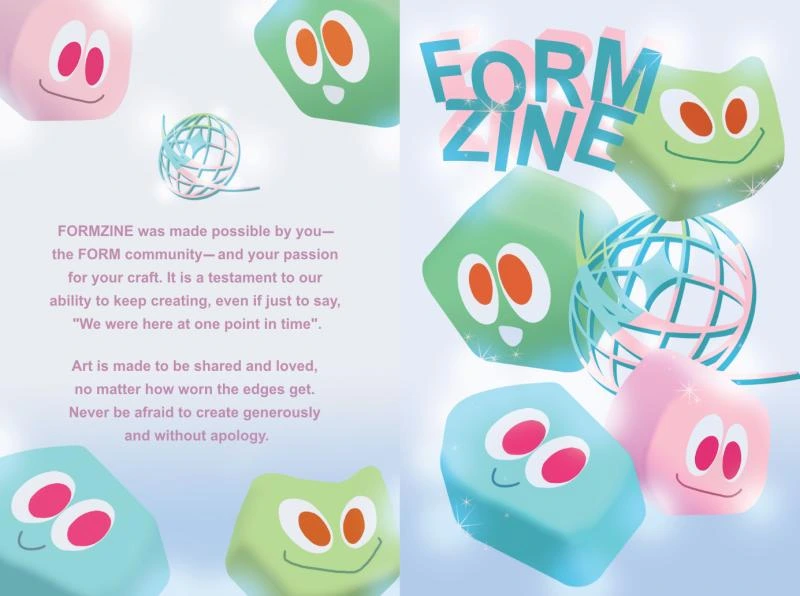 FORMZINE was made possible by you—
the FORM community—and your passion
for your craft. It is a testament to our
ability to keep creating, even if just to say,
"We were here at one point in time".
Art is made to be shared and loved,
no matter how worn the edges get.
Never be afraid to create generously
and without apology.
FORM
ZINE